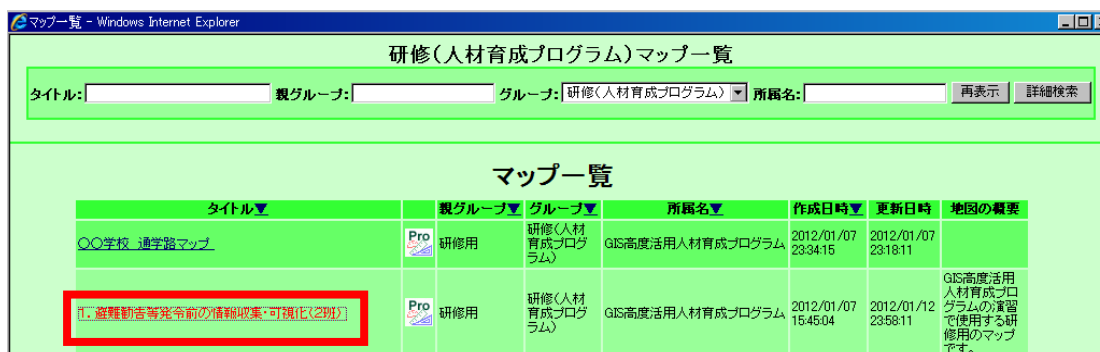 マップ一覧 - Windows Internet Explorer
研修(人材育成プログラム)マップ一覧
タイトル: 親グループ: グループ: 研修(人材育成プログラム) 所属名: 再表示 詳細検索
マップ一覧
タイトル▼ 親グループ▼ グループ▼ 所属名▼ 作成日時▼ 更新日時 地図の概要
〇〇学校 通学路マップ Pro 研修用 研修(人材育成プログラム) GIS高度活用人材育成プログラム 2012/01/07 23:34:15 2012/01/07 23:18:11
1. 避難勧告等発令前の情報収集・可視化(2班) Pro 研修用 研修(人材育成プログラム) GIS高度活用人材育成プログラム 2012/01/07 15:45:04 2012/01/12 23:58:11 GIS高度活用人材育成プログラムの演習で使用する研修用のマップです。